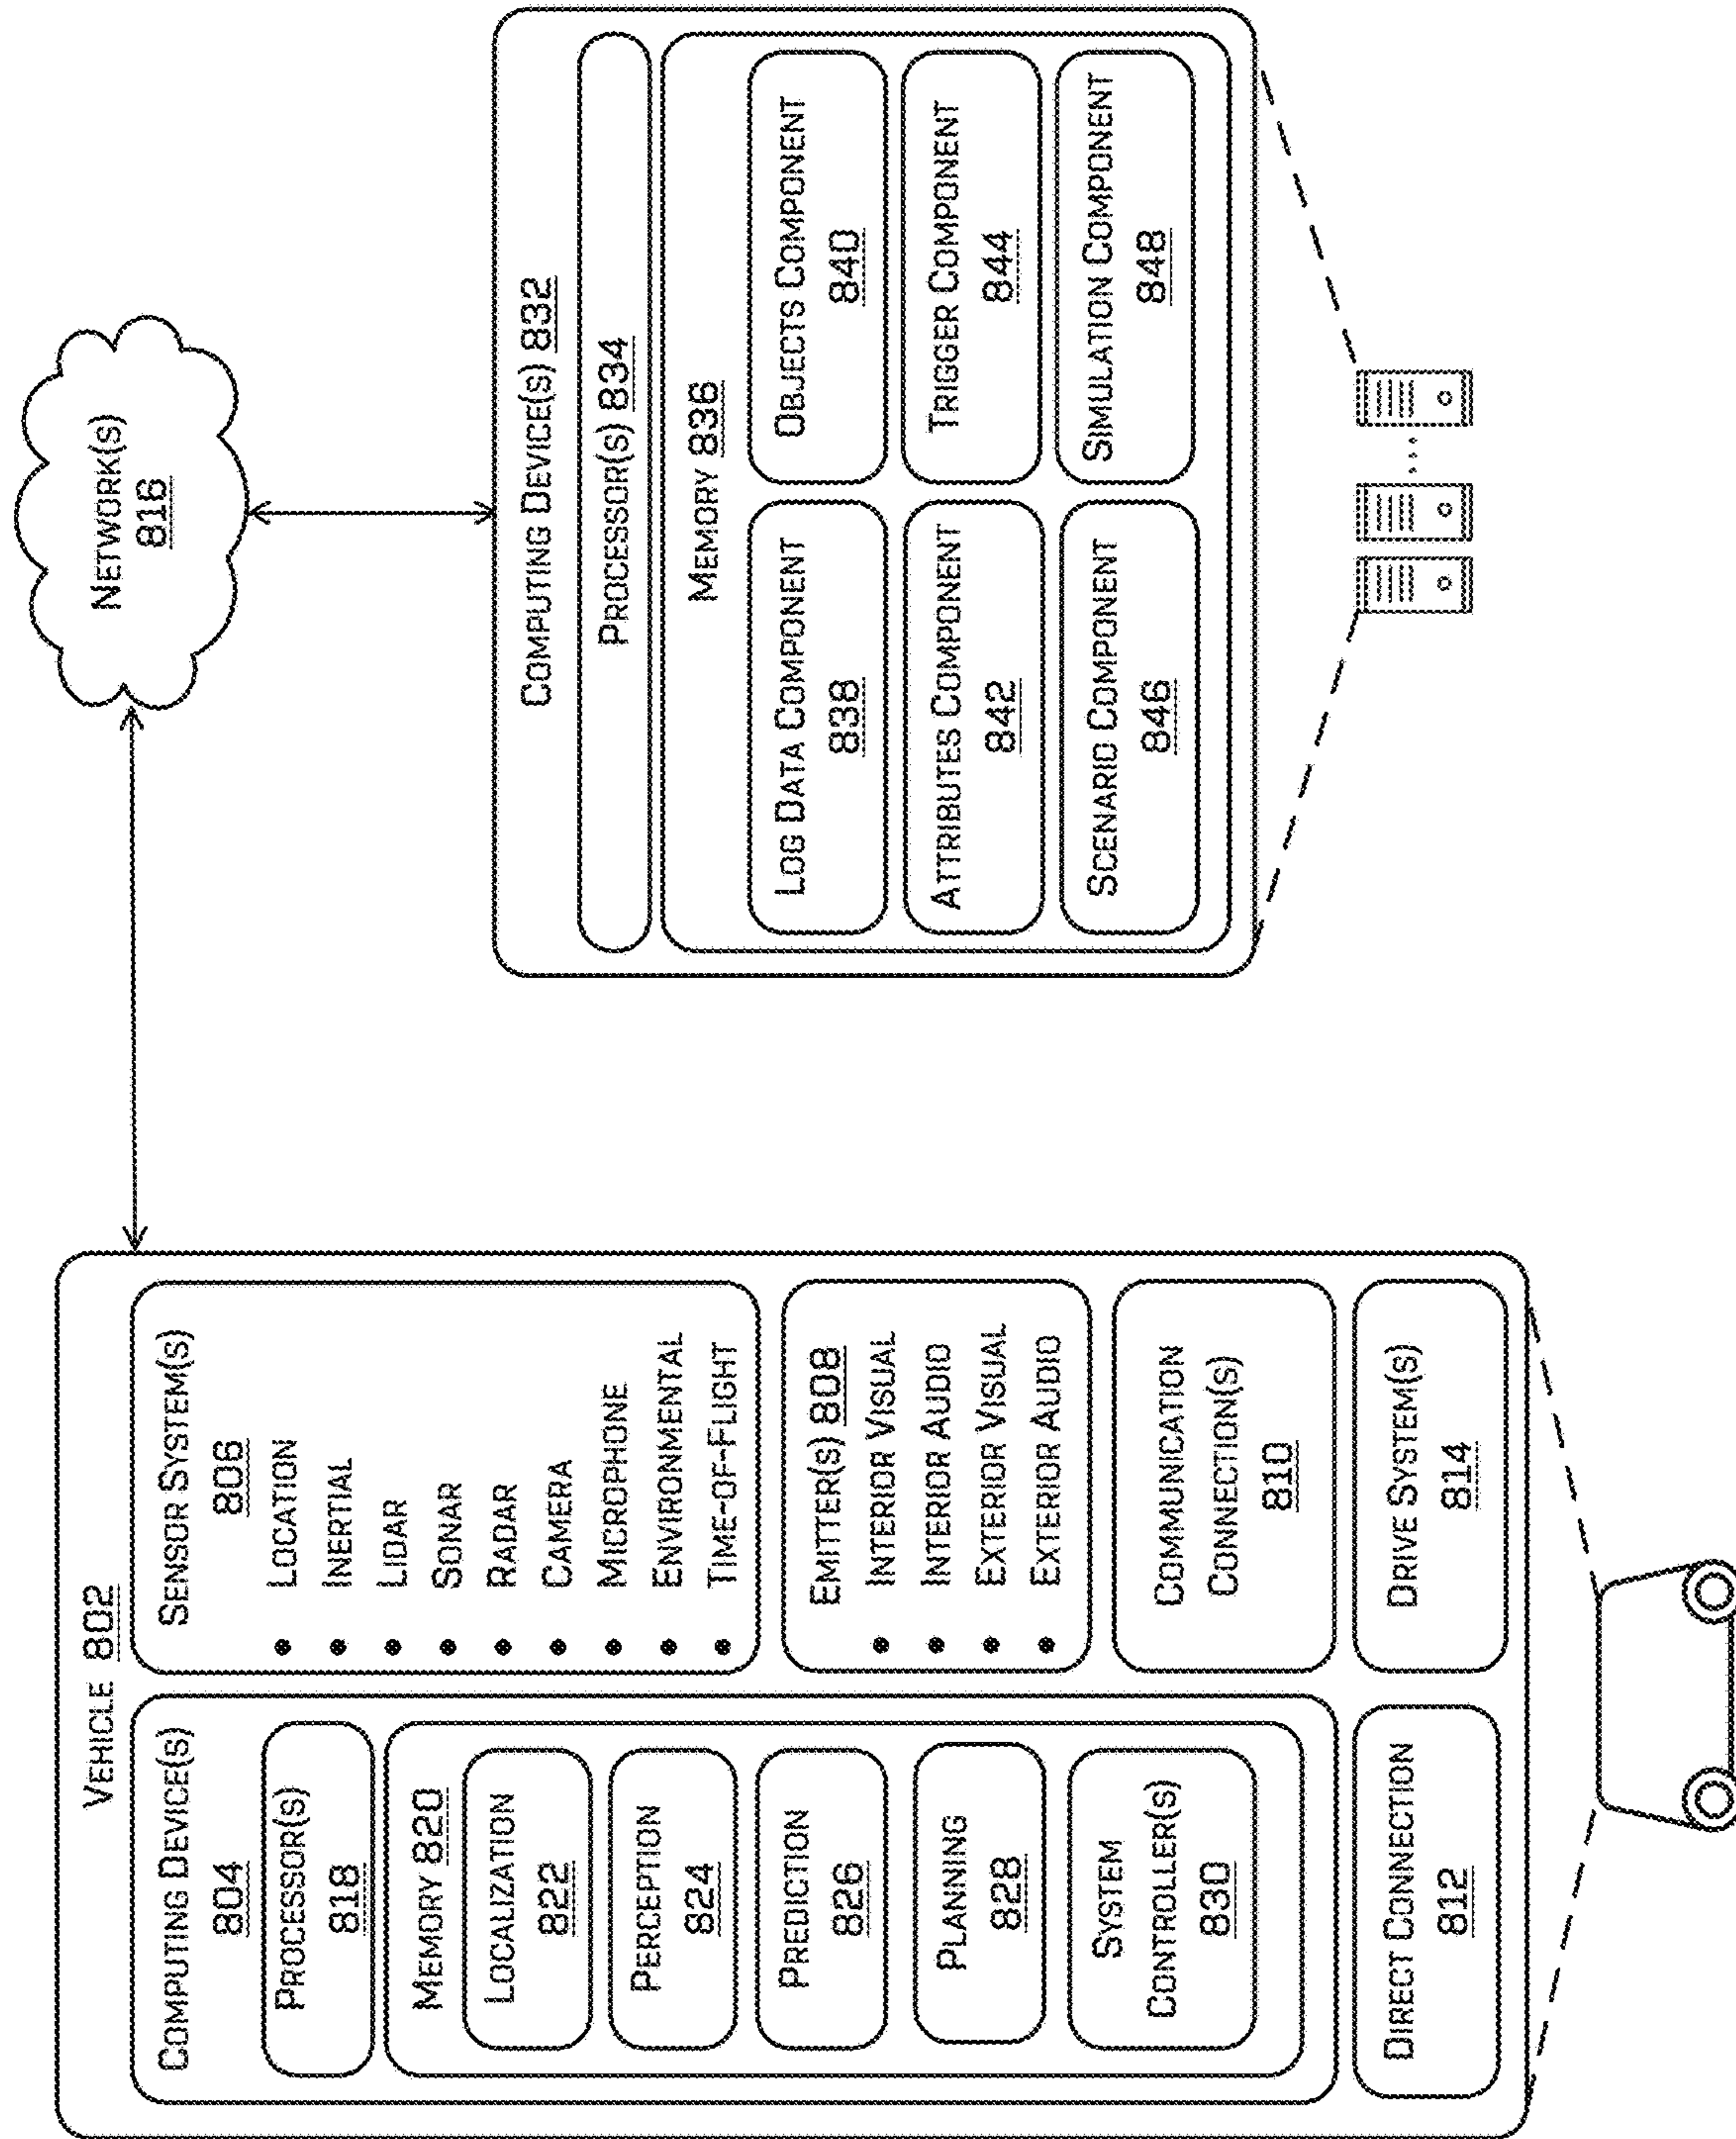 VEHICLE 802
COMPUTING DEVICE(S)
804
PROCESSOR(S)
818
MEMORY 820
LOCALIZATION
822
PERCEPTION
824
PREDICTION
826
PLANNING
828
SYSTEM
CONTROLLER(S)
830
DIRECT CONNECTION
812
SENSOR SYSTEM(S)
806
• LOCATION
• INERTIAL
• LIDAR
• SONAR
• RADAR
• CAMERA
• MICROPHONE
• ENVIRONMENTAL
• TIME-OF-FLIGHT
EMITTER(S) 808
• INTERIOR VISUAL
• INTERIOR AUDIO
• EXTERIOR VISUAL
• EXTERIOR AUDIO
COMMUNICATION
CONNECTION(S)
810
DRIVE SYSTEM(S)
814
NETWORK(S)
816
COMPUTING DEVICE(S) 832
PROCESSOR(S) 834
MEMORY 836
LOG DATA COMPONENT
838
OBJECTS COMPONENT
840
ATTRIBUTES COMPONENT
842
TRIGGER COMPONENT
844
SCENARIO COMPONENT
846
SIMULATION COMPONENT
848